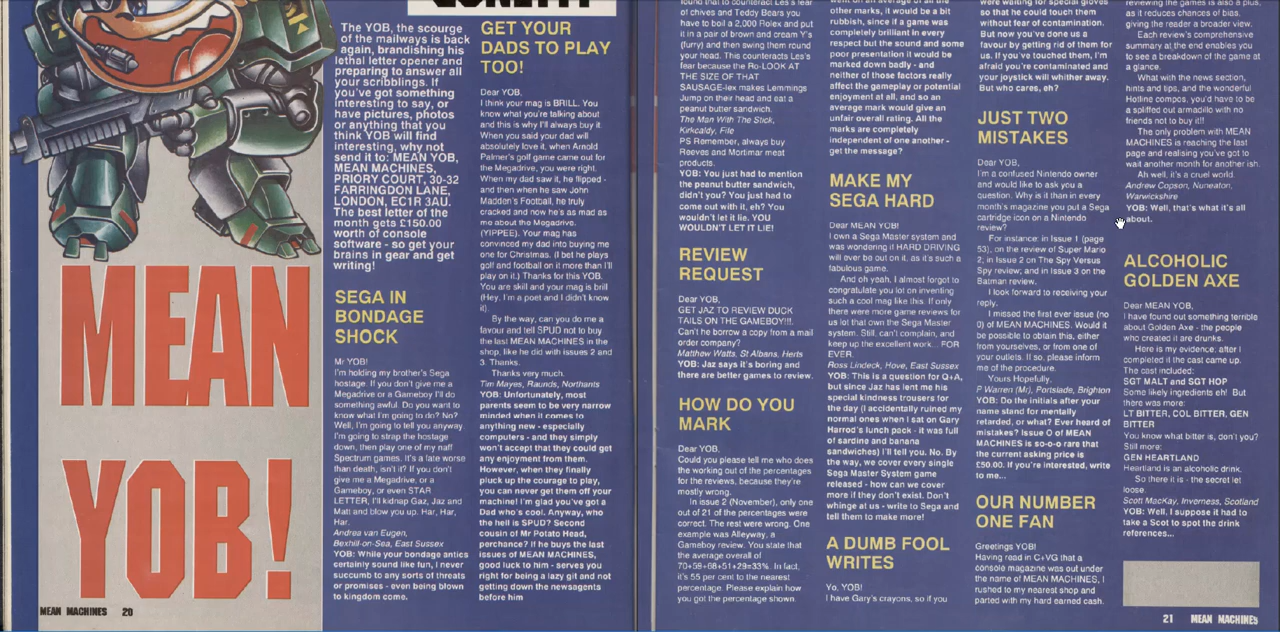 The YOB, the scourge
of the mailways is back
again, brandishing his
lethal letter opener and
preparing to answer all
your scribblings. If
you've got something
interesting to say, or
have pictures, photos
or anything that you
think YOB will find
interesting, why not
send it to: MEAN YOB,
MEAN MACHINES,
PRIORY COURT, 30-32
FARRINGDON LANE,
LONDON, EC1R 3AU.
The best letter of the
month gets £150.00
worth of console
software - so get your
brains in gear and get
writing!
MEAN
YOB!
MEAN MACHINES 20
SEGA IN
BONDAGE
SHOCK
Mr YOB!
I'm holding my brother's Sega
hostage. If you don't give me a
Megadrive or a Gameboy I'll do
something awful. Do you want to
know what I'm going to do? No?
Well, I'm going to tell you anyway.
I'm going to strap the hostage
down, then play one of my naff
Spectrum games. It's a fate worse
than death, isn't it? If you don't
give me a Megadrive, or a
Gameboy, or even STAR
LETTER, I'll kidnap Gaz, Jaz and
Matt and blow you up. Har, Har,
Har.
Andrea van Eugen,
Bexhill-on-Sea, East Sussex
YOB: While your bondage antics
certainly sound like fun, I never
succumb to any sorts of threats
or promises - even being blown
to kingdom come.
GET YOUR
DADS TO PLAY
TOO!
Dear YOB,
I think your mag is BRILL. You
know what you're talking about
and this is why I'll always buy it.
When you said your dad will
absolutely love it, when Arnold
Palmer's golf game came out for
the Megadrive, you were right.
When my dad saw it, he flipped -
and then when he saw John
Madden's Football, he truly
cracked and now he's as mad as
me about the Megadrive.
(YIPPEE). Your mag has
convinced my dad into buying me
one for Christmas. (I bet he plays
golf and football on it more than I'll
play on it.) Thanks for this YOB.
You are skill and your mag is brill
(Hey, I'm a poet and I didn't know
it).
By the way, can you do me a
favour and tell SPUD not to buy
the last MEAN MACHINES in the
shop, like he did with issues 2 and
3. Thanks.
Thanks very much.
Tim Mayes, Raunds, Northants
YOB: Unfortunately, most
parents seem to be very narrow
minded when it comes to
anything new - especially
computers - and they simply
won't accept that they could get
any enjoyment from them.
However, when they finally
pluck up the courage to play,
you can never get them off your
machine! I'm glad you've got a
Dad who's cool. Anyway, who
the hell is SPUD? Second
cousin of Mr Potato Head,
perchance? If he buys the last
issues of MEAN MACHINES,
good luck to him - serves you
right for being a lazy git and not
getting down the newsagents
before him
found that to counteract Les's fear
of chives and Teddy Bears you
have to boil a 2,000 Rolex and put
it in a pair of brown and cream Y's
(furry) and then swing them round
your head. This counteracts Les's
fear because the Ro-LOOK AT
THE SIZE OF THAT
SAUSAGE-lex makes Lemmings
Jump on their head and eat a
peanut butter sandwich.
The Man With The Stick,
Kirkcaldy, Fife
PS Remember, always buy
Reeves and Mortimar meat
products.
YOB: You just had to mention
the peanut butter sandwich,
didn't you? You just had to
come out with it, eh? You
wouldn't let it lie. YOU
WOULDN'T LET IT LIE!
REVIEW
REQUEST
Dear YOB,
GET JAZ TO REVIEW DUCK
TAILS ON THE GAMEBOY!!!.
Can't he borrow a copy from a mail
order company?
Matthew Watts, St Albans, Herts
YOB: Jaz says it's boring and
there are better games to review.
HOW DO YOU
MARK
Dear YOB,
Could you please tell me who does
the working out of the percentages
for the reviews, because they're
mostly wrong.
In issue 2 (November), only one
out of 21 of the percentages were
correct. The rest were wrong. One
example was Alleyway, a
Gameboy review. You state that
the average overall of
70+59+68+51+29=33%. In fact,
it's 55 per cent to the nearest
percentage. Please explain how
you got the percentage shown.
other marks, it would be a bit
rubbish, since if a game was
completely brilliant in every
respect but the sound and some
poor presentation it would be
marked down badly - and
neither of those factors really
affect the gameplay or potential
enjoyment at all, and so an
average mark would give an
unfair overall rating. All the
marks are completely
independent of one another -
get the message?
MAKE MY
SEGA HARD
Dear MEAN YOB!
I own a Sega Master system and
was wondering if HARD DRIVING
will ever be out on it, as it's such a
fabulous game.
And oh yeah, I almost forgot to
congratulate you lot on inventing
such a cool mag like this. If only
there were more game reviews for
us lot that own the Sega Master
system. Still, can't complain, and
keep up the excellent work... FOR
EVER.
Ross Lindeck, Hove, East Sussex
YOB: This is a question for Q+A,
but since Jaz has lent me his
special kindness trousers for
the day (I accidentally ruined my
normal ones when I sat on Gary
Harrod's lunch pack - it was full
of sardine and banana
sandwiches) I'll tell you. No. By
the way, we cover every single
Sega Master System game
released - how can we cover
more if they don't exist. Don't
whinge at us - write to Sega and
tell them to make more!
A DUMB FOOL
WRITES
Yo, YOB!
I have Gary's crayons, so if you
were waiting for special gloves
so that he could touch them
without fear of contamination.
But now you've done us a
favour by getting rid of them for
us. If you've touched them, I'm
afraid you're contaminated and
your joystick will whither away.
But who cares, eh?
JUST TWO
MISTAKES
Dear YOB,
I'm a confused Nintendo owner
and would like to ask you a
question. Why is it than in every
month's magazine you put a Sega
cartridge icon on a Nintendo
review?
For instance: in Issue 1 (page
53), on the review of Super Mario
2; in Issue 2 on The Spy Versus
Spy review; and in Issue 3 on the
Batman review.
I look forward to receiving your
reply.
I missed the first ever issue (no
0) of MEAN MACHINES. Would it
be possible to obtain this, either
from yourselves, or from one of
your outlets. If so, please inform
me of the procedure.
Yours Hopefully,
P Warren (Mr), Portslade, Brighton
YOB: Do the initials after your
name stand for mentally
retarded, or what? Ever heard of
mistakes? Issue O of MEAN
MACHINES is so-o-o rare that
the current asking price is
£50.00. If you're interested, write
to me...
OUR NUMBER
ONE FAN
Greetings YOB!
Having read in C+VG that a
console magazine was out under
the name of MEAN MACHINES, I
rushed to my nearest shop and
parted with my hard earned cash.
reviewing the games is also a plus,
as it reduces chances of bias,
giving the reader a broader view.
Each review's comprehensive
summary at the end enables you
to see a breakdown of the game at
a glance.
What with the news section,
hints and tips, and the wonderful
Hotline compos, you'd have to be
a spliffed out armadillo with no
friends not to buy it!!
The only problem with MEAN
MACHINES is reaching the last
page and realising you've got to
wait another month for another ish.
Ah well, it's a cruel world.
Andrew Copson, Nuneaton,
Warwickshire
YOB: Well, that's what it's all
about.
ALCOHOLIC
GOLDEN AXE
Dear MEAN YOB,
I have found out something terrible
about Golden Axe - the people
who created it are drunks.
Here is my evidence: after I
completed it the cast came up.
The cast included:
SGT MALT and SGT HOP
Some likely ingredients eh! But
there was more:
LT BITTER, COL BITTER, GEN
BITTER
You know what bitter is, don't you?
Still more:
GEN HEARTLAND
Heartland is an alcoholic drink.
So there it is - the secret let
loose.
Scott MacKay, Inverness, Scotland
YOB: Well, I suppose it had to
take a Scot to spot the drink
references...
21 MEAN MACHINES